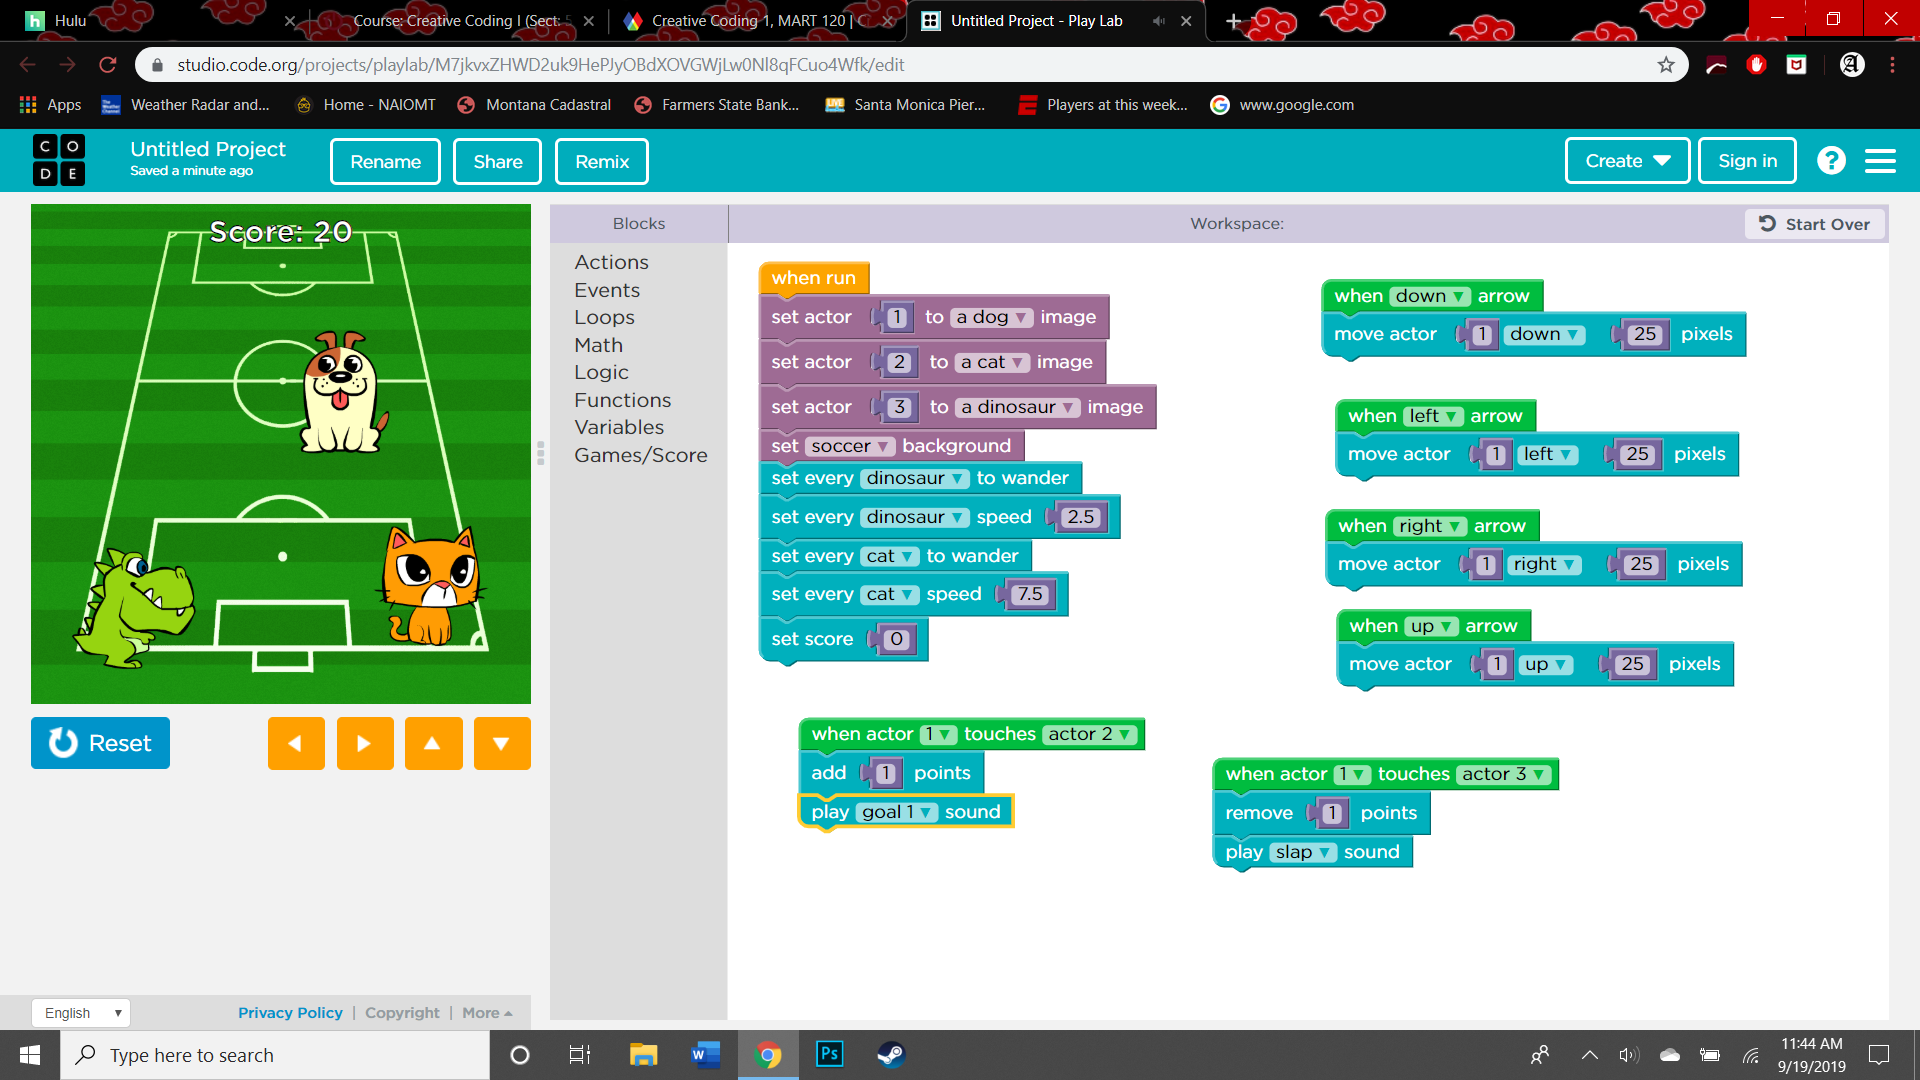 Hulu
Course: Creative Coding I (Sect:
Creative Coding 1, MART 120 |
Untitled Project - Play Lab
studio.code.org/projects/playlab/M7jkvxZHWD2uk9HePJyOBdXOVGWjLw0Nl8qFCuo4Wfk/edit
Apps
Weather Radar and...
Home - NAIOMT
Montana Cadastral
Farmers State Bank...
Santa Monica Pier...
Players at this week...
www.google.com
C O
D E
Untitled Project
Saved a minute ago
Rename
Share
Remix
Create
Sign in
?
Score: 20
Blocks
Workspace:
Start Over
Actions
Events
Loops
Math
Logic
Functions
Variables
Games/Score
when run
set actor 1 to a dog image
set actor 2 to a cat image
set actor 3 to a dinosaur image
set soccer background
set every dinosaur to wander
set every dinosaur speed 2.5
set every cat to wander
set every cat speed 7.5
set score 0
when down arrow
move actor 1 down 25 pixels
when left arrow
move actor 1 left 25 pixels
when right arrow
move actor 1 right 25 pixels
when up arrow
move actor 1 up 25 pixels
Reset
when actor 1 touches actor 2
add 1 points
play goal 1 sound
when actor 1 touches actor 3
remove 1 points
play slap sound
English
Privacy Policy | Copyright | More
Type here to search
11:44 AM
9/19/2019